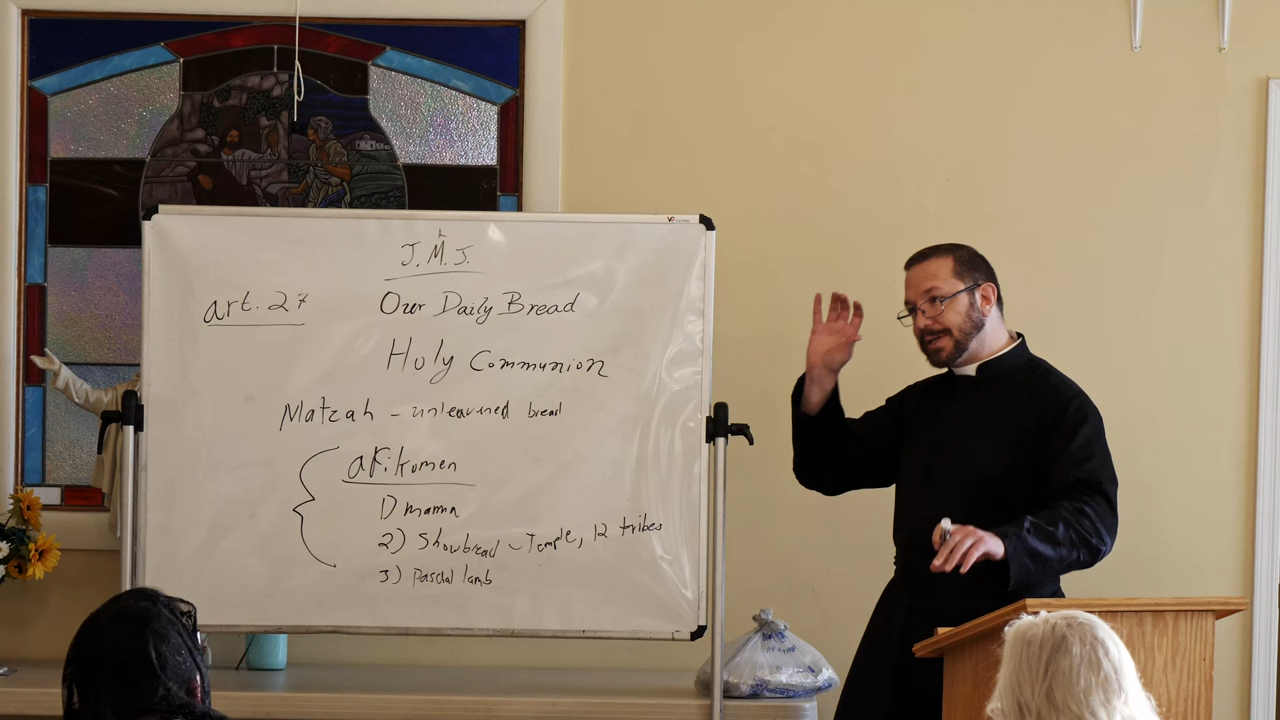 J.M.J.
art. 27 Our Daily Bread
Holy Communion
Matzah - unleavened bread
afikomen
1) manna
2) Showbread - Temple, 12 tribes
3) Pascal lamb